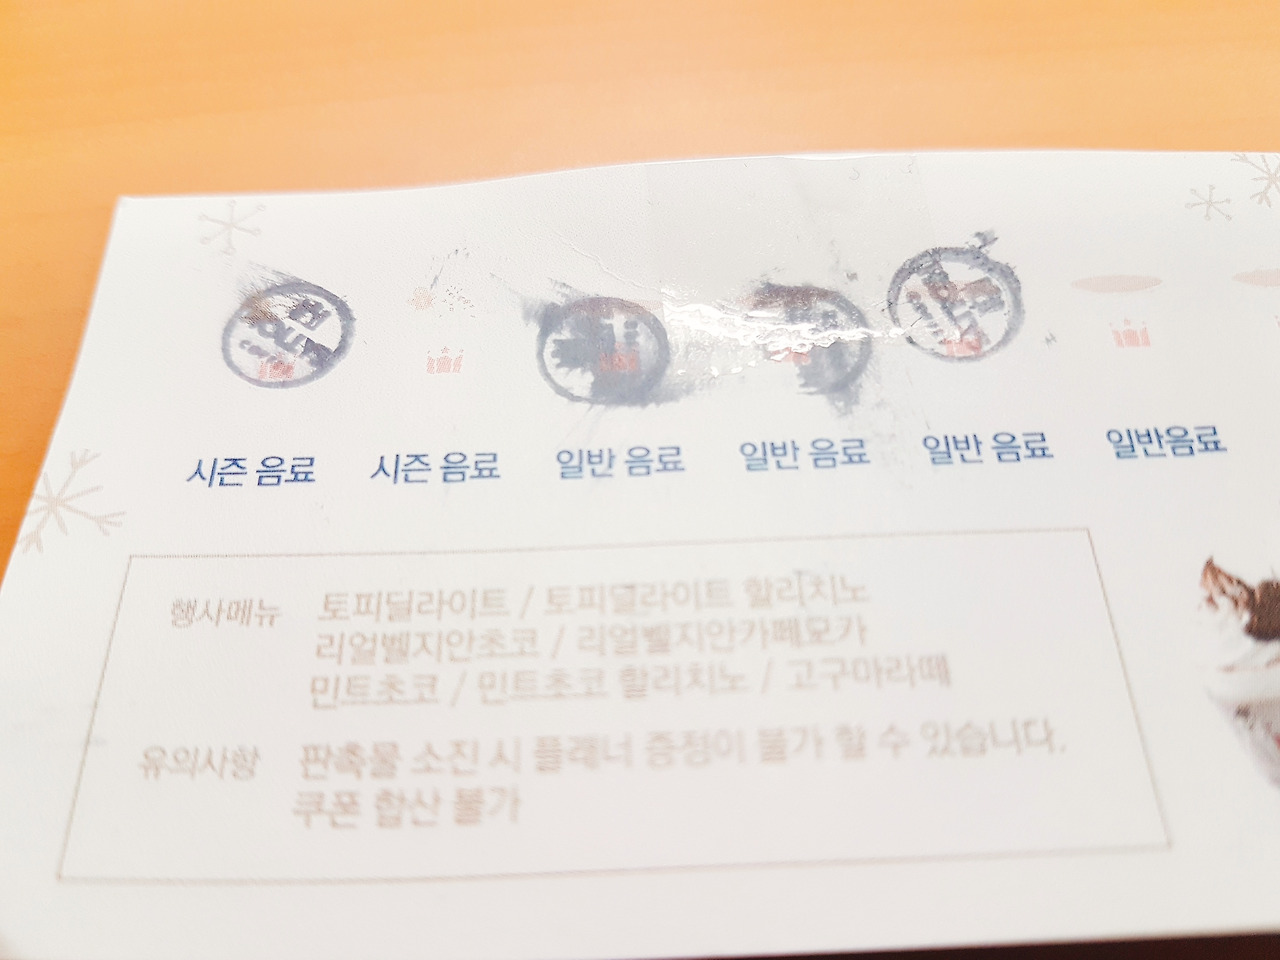 시즌 음료 시즌 음료 일반 음료 일반 음료 일반 음료 일반음료
행사메뉴 토피딜라이트 / 토피딜라이트 할리치노
리얼벨지안초코 / 리얼벨지안카페모카
민트초코 / 민트초코 할리치노 / 고구마라떼
유의사항 판촉물 소진 시 플래너 증정이 불가 할 수 있습니다.
쿠폰 합산 불가